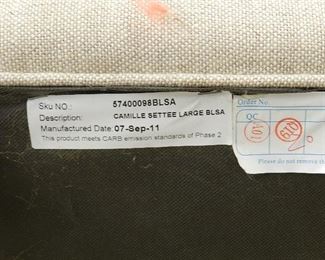 Sku NO.: 57400098BLSA
Description: CAMILLE SETTEE LARGE BLSA
Manufactured Date: 07-Sep-11
This product meets CARB emission standards of Phase 2
Order No.
QC
Please do not remove